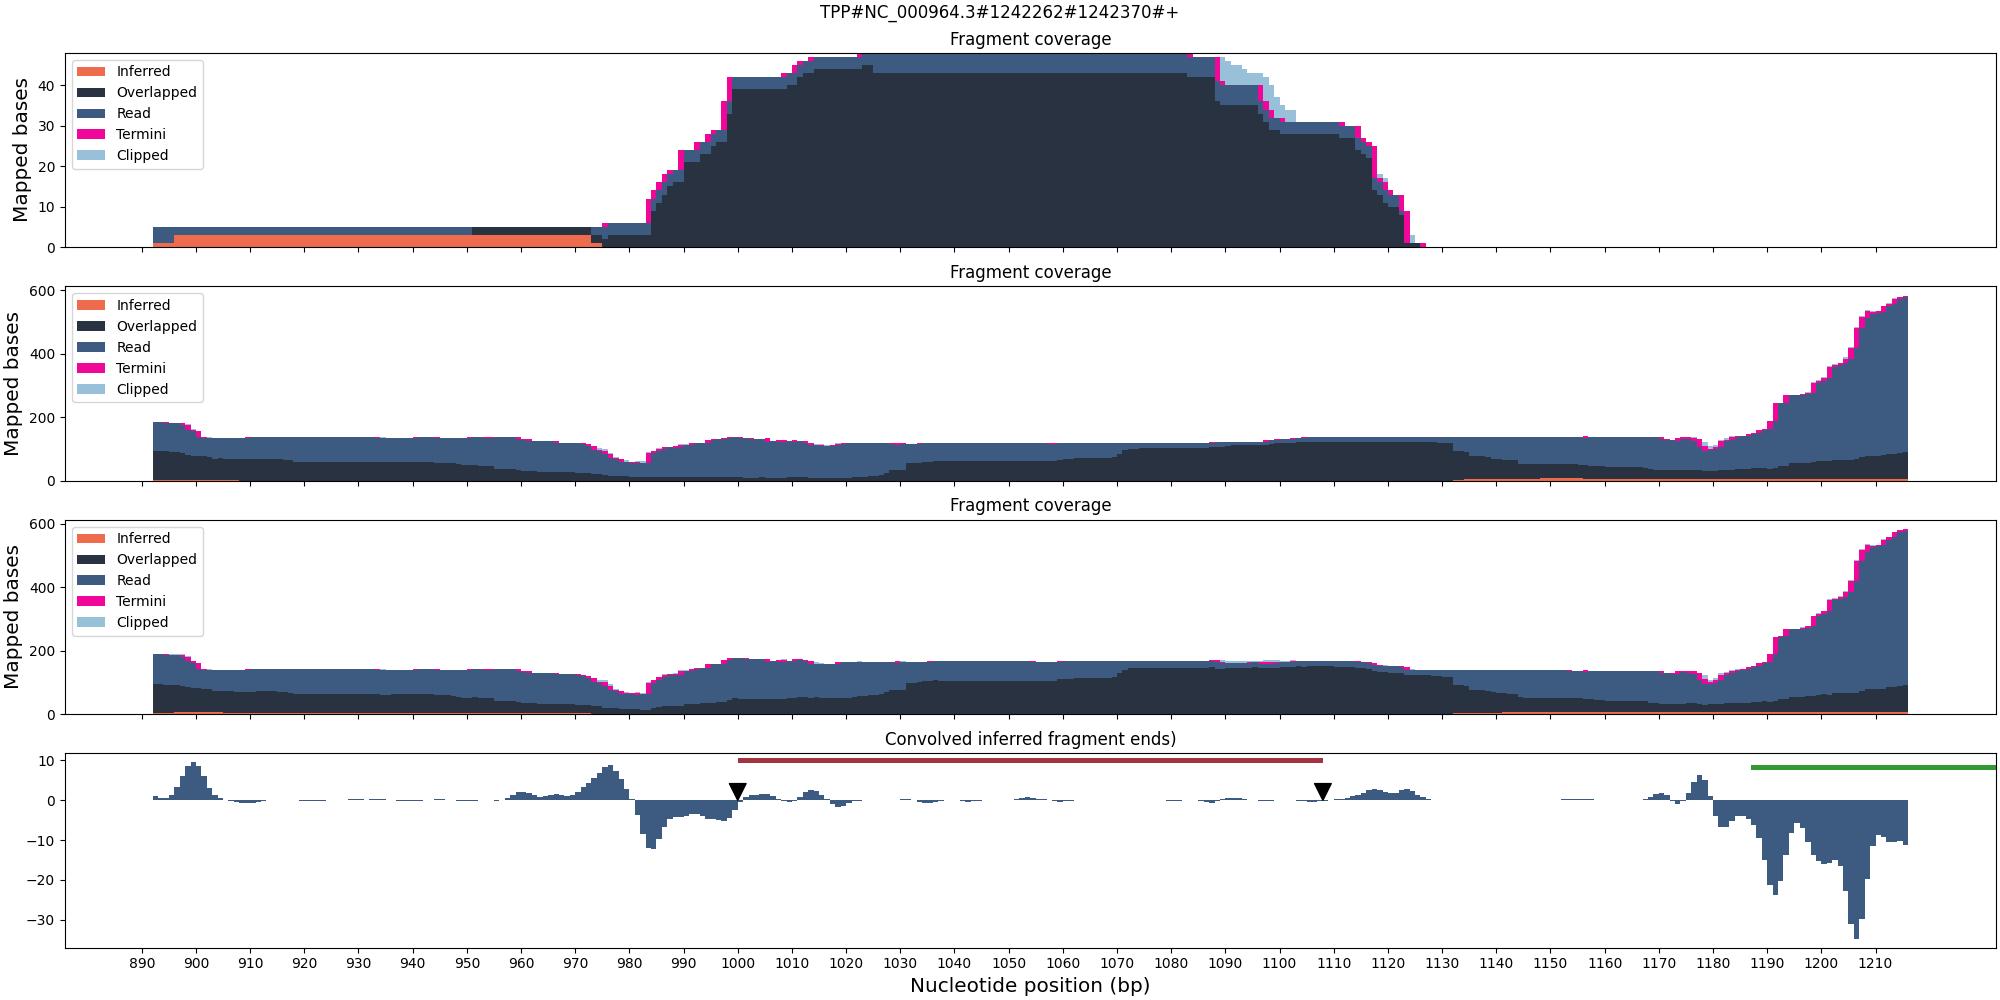 TPP#NC_000964.3#1242262#1242370#+
Fragment coverage
Mapped bases
40
30
20
10
0
Inferred
Overlapped
Read
Termini
Clipped
Fragment coverage
Mapped bases
600
400
200
0
Inferred
Overlapped
Read
Termini
Clipped
Fragment coverage
Mapped bases
600
400
200
0
Inferred
Overlapped
Read
Termini
Clipped
Convolved inferred fragment ends)
10
0
−10
−20
−30
890 900 910 920 930 940 950 960 970 980 990 1000 1010 1020 1030 1040 1050 1060 1070 1080 1090 1100 1110 1120 1130 1140 1150 1160 1170 1180 1190 1200 1210
Nucleotide position (bp)